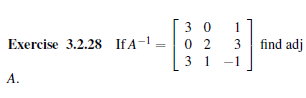 Exercise 3.2.28 If A⁻¹ = [ 3 0 1
0 2 3
3 1 −1 ] find adj
A.